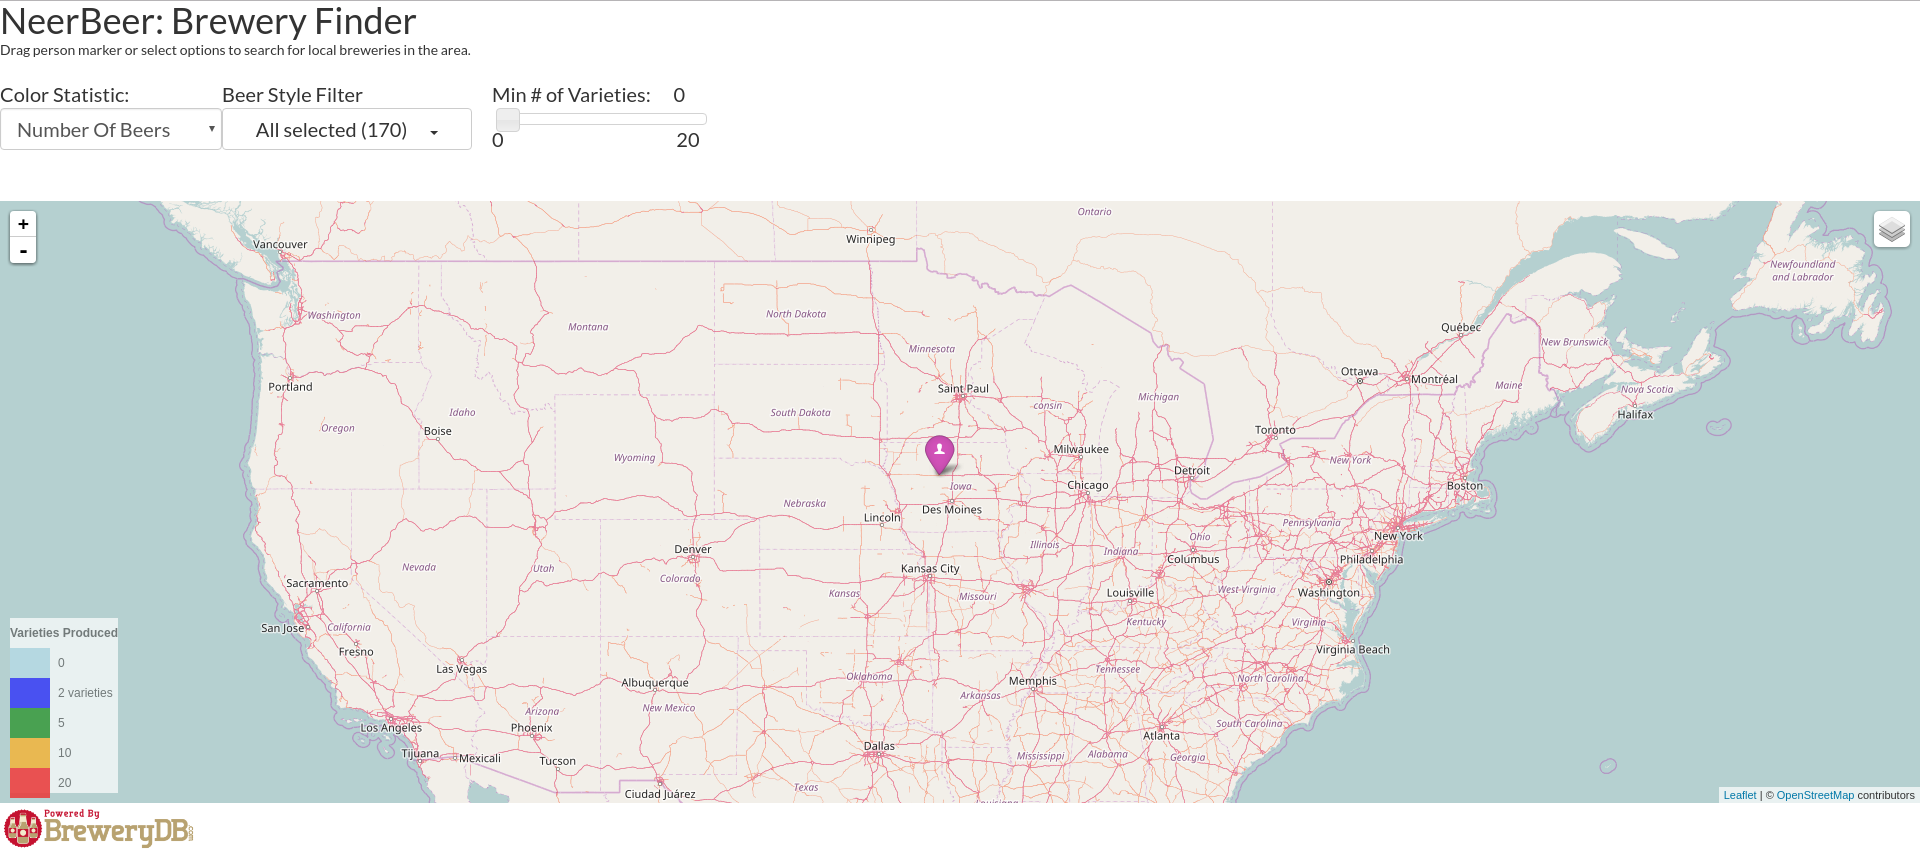 NeerBeer: Brewery Finder
Drag person marker or select options to search for local breweries in the area.
Color Statistic:
Beer Style Filter
Min # of Varieties: 0
Number Of Beers
All selected (170)
0 20
+
-
Ontario
Winnipeg
Vancouver
Newfoundland
and Labrador
Washington
North Dakota
Montana
Québec
New Brunswick
Minnesota
Ottawa
Montréal
Portland
Saint Paul
Maine
Nova Scotia
Michigan
consin
Idaho
South Dakota
Halifax
Oregon
Boise
Toronto
Milwaukee
Wyoming
New York
Detroit
Chicago
Iowa
Boston
Nebraska
Des Moines
Lincoln
Pennsylvania
New York
Ohio
Illinois
Indiana
Denver
Columbus
Philadelphia
Nevada
Utah
Kansas City
Colorado
Sacramento
West Virginia
Kansas
Missouri
Louisville
Washington
Kentucky
Virginia
San Jose
California
Varieties Produced
Fresno
Virginia Beach
0
Las Vegas
Tennessee
Oklahoma
North Carolina
Albuquerque
Memphis
2 varieties
Arkansas
New Mexico
Arizona
5
Los Angeles
Phoenix
South Carolina
Atlanta
Dallas
10
Tijuana
Mexicali
Tucson
Mississippi
Alabama
Georgia
20
Texas
Ciudad Juárez
Louisiana
Leaflet | © OpenStreetMap contributors
Powered By
BreweryDB